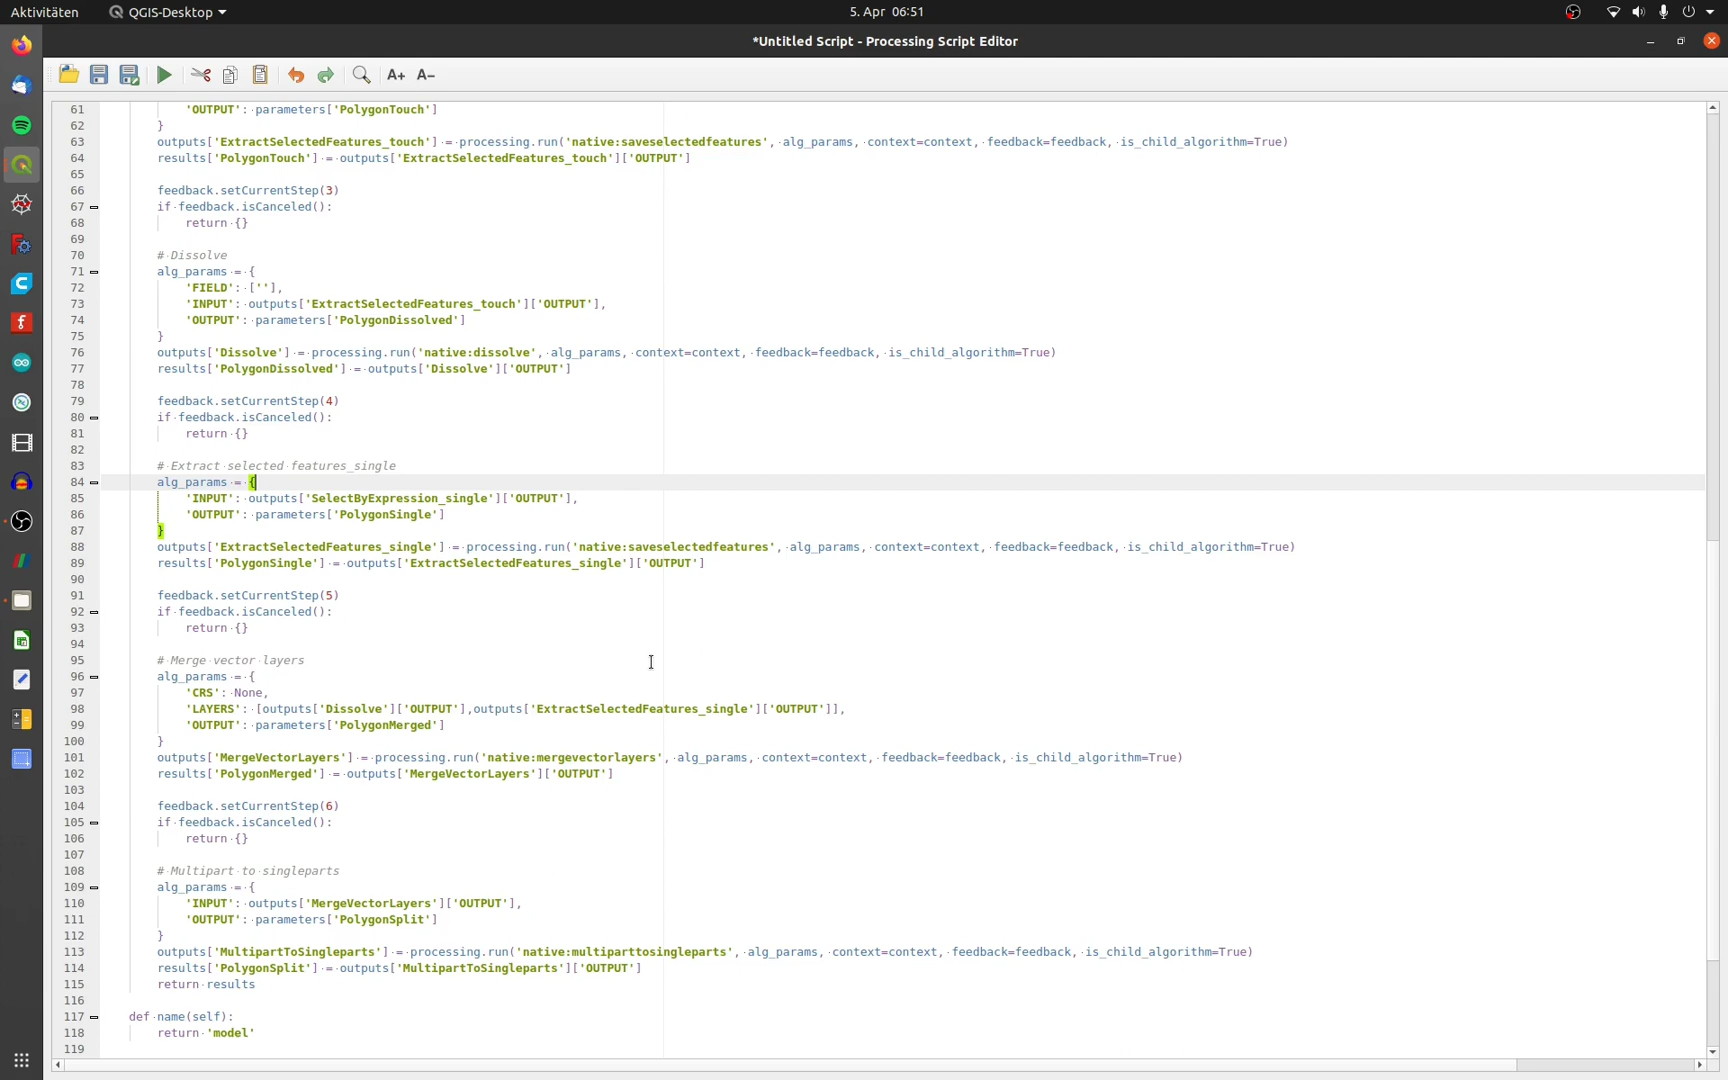 Aktivitäten
QGIS-Desktop
5. Apr 06:51
*Untitled Script - Processing Script Editor
A+ A-
61 'OUTPUT': parameters['PolygonTouch']
62 }
63 outputs['ExtractSelectedFeatures_touch'] = processing.run('native:saveselectedfeatures', alg_params, context=context, feedback=feedback, is_child_algorithm=True)
64 results['PolygonTouch'] = outputs['ExtractSelectedFeatures_touch']['OUTPUT']
65
66 feedback.setCurrentStep(3)
67 if feedback.isCanceled():
68 return {}
69
70 # Dissolve
71 alg_params = {
72 'FIELD': [''],
73 'INPUT': outputs['ExtractSelectedFeatures_touch']['OUTPUT'],
74 'OUTPUT': parameters['PolygonDissolved']
75 }
76 outputs['Dissolve'] = processing.run('native:dissolve', alg_params, context=context, feedback=feedback, is_child_algorithm=True)
77 results['PolygonDissolved'] = outputs['Dissolve']['OUTPUT']
78
79 feedback.setCurrentStep(4)
80 if feedback.isCanceled():
81 return {}
82
83 # Extract selected features_single
84 alg_params = {
85 'INPUT': outputs['SelectByExpression_single']['OUTPUT'],
86 'OUTPUT': parameters['PolygonSingle']
87 }
88 outputs['ExtractSelectedFeatures_single'] = processing.run('native:saveselectedfeatures', alg_params, context=context, feedback=feedback, is_child_algorithm=True)
89 results['PolygonSingle'] = outputs['ExtractSelectedFeatures_single']['OUTPUT']
90
91 feedback.setCurrentStep(5)
92 if feedback.isCanceled():
93 return {}
94
95 # Merge vector layers
96 alg_params = {
97 'CRS': None,
98 'LAYERS': [outputs['Dissolve']['OUTPUT'],outputs['ExtractSelectedFeatures_single']['OUTPUT']],
99 'OUTPUT': parameters['PolygonMerged']
100 }
101 outputs['MergeVectorLayers'] = processing.run('native:mergevectorlayers', alg_params, context=context, feedback=feedback, is_child_algorithm=True)
102 results['PolygonMerged'] = outputs['MergeVectorLayers']['OUTPUT']
103
104 feedback.setCurrentStep(6)
105 if feedback.isCanceled():
106 return {}
107
108 # Multipart to singleparts
109 alg_params = {
110 'INPUT': outputs['MergeVectorLayers']['OUTPUT'],
111 'OUTPUT': parameters['PolygonSplit']
112 }
113 outputs['MultipartToSingleparts'] = processing.run('native:multiparttosingleparts', alg_params, context=context, feedback=feedback, is_child_algorithm=True)
114 results['PolygonSplit'] = outputs['MultipartToSingleparts']['OUTPUT']
115 return results
116
117 def name(self):
118 return 'model'
119